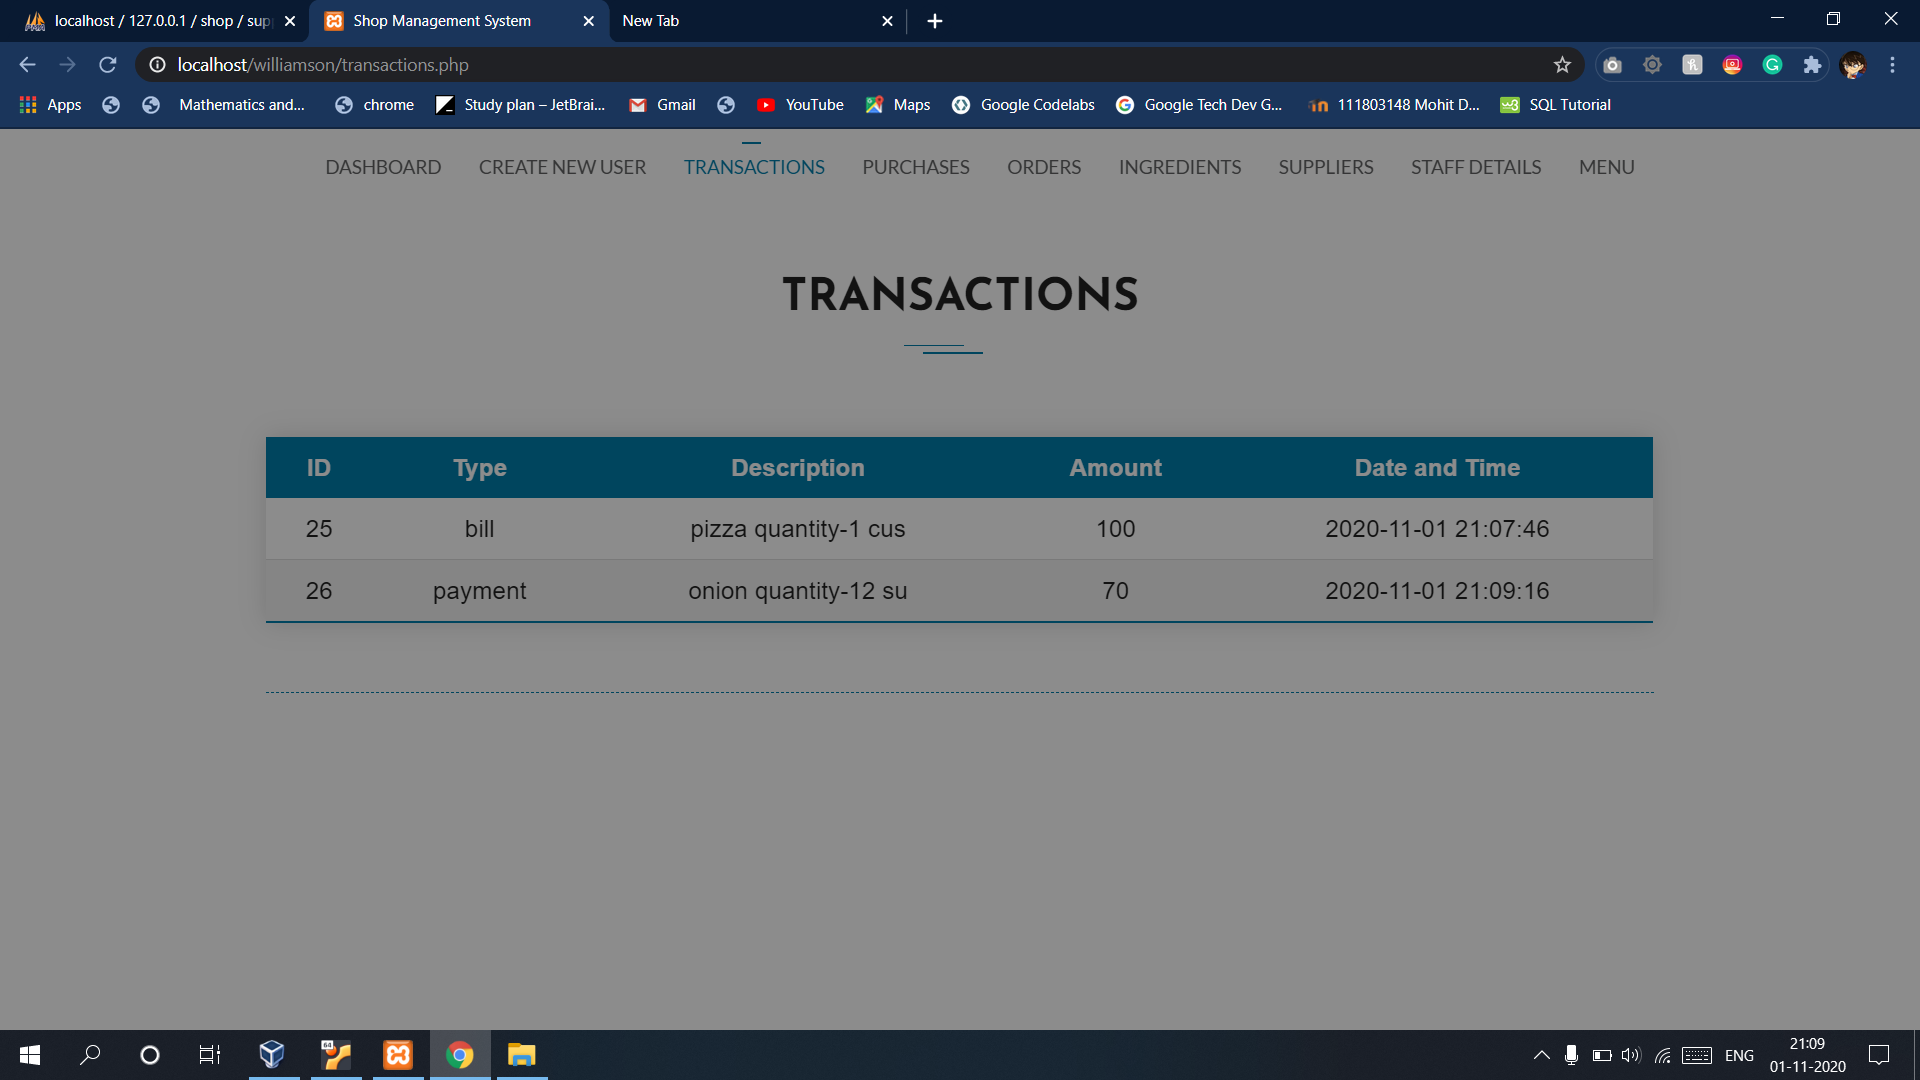 localhost / 127.0.0.1 / shop / sup
Shop Management System
New Tab
localhost/williamson/transactions.php
Apps
Mathematics and...
chrome
Study plan – JetBrai...
Gmail
YouTube
Maps
Google Codelabs
Google Tech Dev G...
111803148 Mohit D...
SQL Tutorial
DASHBOARD CREATE NEW USER TRANSACTIONS PURCHASES ORDERS INGREDIENTS SUPPLIERS STAFF DETAILS MENU
TRANSACTIONS
ID Type Description Amount Date and Time
25 bill pizza quantity-1 cus 100 2020-11-01 21:07:46
26 payment onion quantity-12 su 70 2020-11-01 21:09:16
64
ENG
21:09
01-11-2020